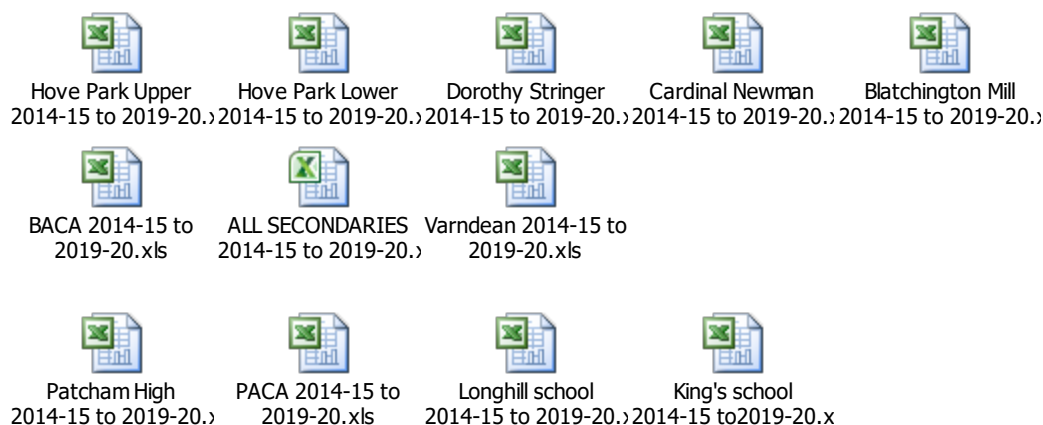 Hove Park Upper
2014-15 to 2019-20.x
Hove Park Lower
2014-15 to 2019-20.x
Dorothy Stringer
2014-15 to 2019-20.x
Cardinal Newman
2014-15 to 2019-20.x
Blatchington Mill
2014-15 to 2019-20.x
BACA 2014-15 to
2019-20.xls
ALL SECONDARIES
2014-15 to 2019-20.x
Varndean 2014-15 to
2019-20.xls
Patcham High
2014-15 to 2019-20.x
PACA 2014-15 to
2019-20.xls
Longhill school
2014-15 to 2019-20.x
King's school
2014-15 to2019-20.x